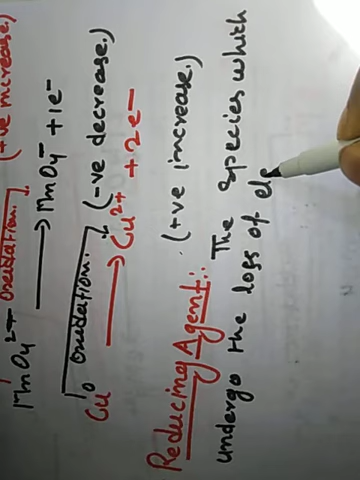 oxidation. (+ve increase.)
MnO4²⁻ ⟶ MnO4⁻ + 1e⁻
oxidation. (-ve decrease.)
Cu⁰ ⟶ Cu²⁺ + 2e⁻
(+ve increase.)
Reducing Agent:- The species which
undergo the loss of